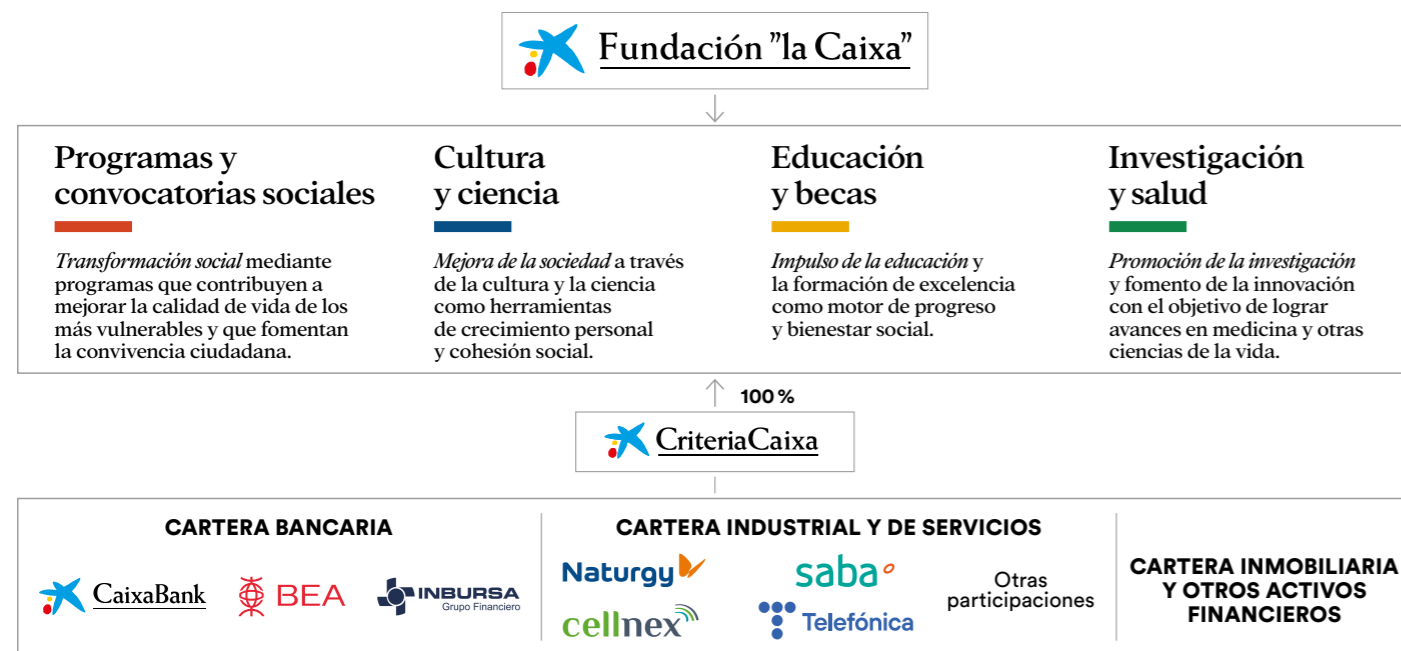 Fundación ”la Caixa”
Programas y
convocatorias sociales
Transformación social mediante
programas que contribuyen a
mejorar la calidad de vida de los
más vulnerables y que fomentan
la convivencia ciudadana.
Cultura
y ciencia
Mejora de la sociedad a través
de la cultura y la ciencia
como herramientas
de crecimiento personal
y cohesión social.
Educación
y becas
Impulso de la educación y
la formación de excelencia
como motor de progreso
y bienestar social.
Investigación
y salud
Promoción de la investigación
y fomento de la innovación
con el objetivo de lograr
avances en medicina y otras
ciencias de la vida.
100 %
CriteriaCaixa
CARTERA BANCARIA
CaixaBank
BEA
INBURSA
Grupo Financiero
CARTERA INDUSTRIAL Y DE SERVICIOS
Naturgy
saba
cellnex
Telefónica
Otras
participaciones
CARTERA INMOBILIARIA
Y OTROS ACTIVOS
FINANCIEROS